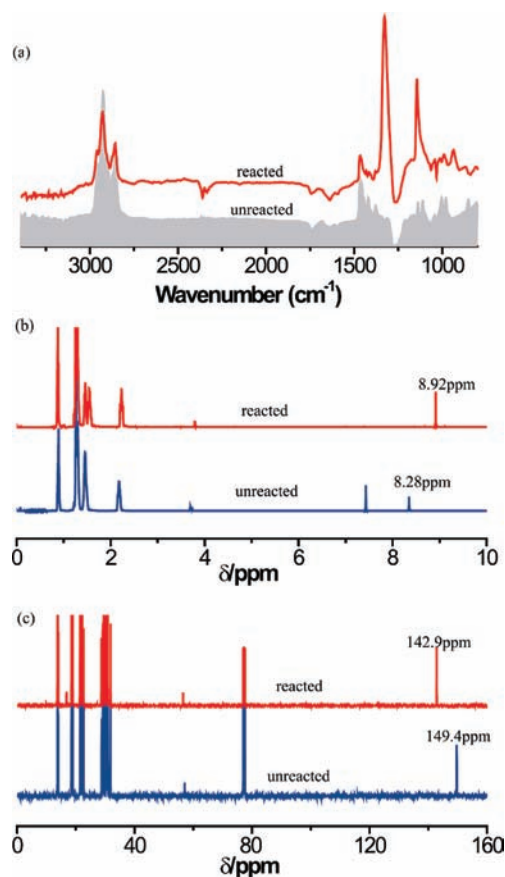 (a)
reacted
unreacted
3000 2500 2000 1500 1000
Wavenumber (cm⁻¹)
(b)
8.92ppm
reacted
8.28ppm
unreacted
0 2 4 6 8 10
δ/ppm
(c)
142.9ppm
reacted
149.4ppm
unreacted
0 40 80 120 160
δ/ppm